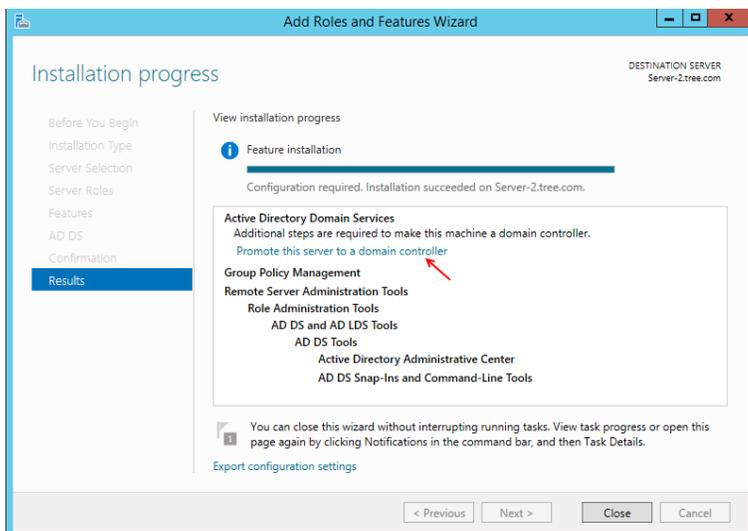 Add Roles and Features Wizard
Installation progress
DESTINATION SERVER
Server-2.tree.com
Before You Begin
Installation Type
Server Selection
Server Roles
Features
AD DS
Confirmation
Results
View installation progress
Feature installation
Configuration required. Installation succeeded on Server-2.tree.com.
Active Directory Domain Services
Additional steps are required to make this machine a domain controller.
Promote this server to a domain controller
Group Policy Management
Remote Server Administration Tools
Role Administration Tools
AD DS and AD LDS Tools
AD DS Tools
Active Directory Administrative Center
AD DS Snap-Ins and Command-Line Tools
1
You can close this wizard without interrupting running tasks. View task progress or open this
page again by clicking Notifications in the command bar, and then Task Details.
Export configuration settings
< Previous
Next >
Close
Cancel